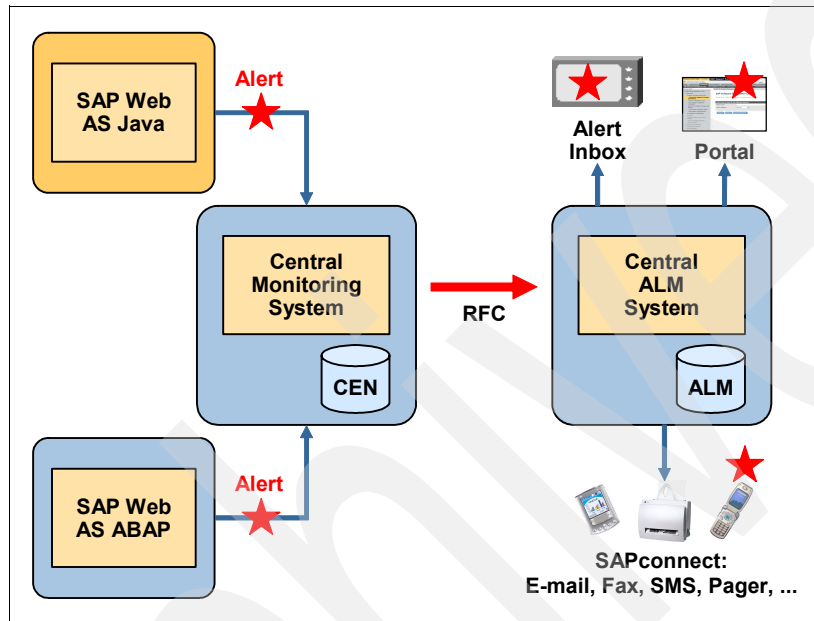 SAP Web
AS Java
Alert
Alert
Inbox
Portal
Central
Monitoring
System
CEN
RFC
Central
ALM
System
ALM
SAP Web
AS ABAP
Alert
SAPconnect:
E-mail, Fax, SMS, Pager, ...